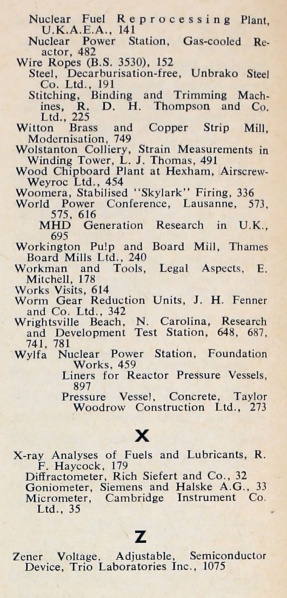 Nuclear Fuel Reprocessing Plant,
U.K.A.E.A., 141
Nuclear Power Station, Gas-cooled Re-
actor, 482
Wire Ropes (B.S. 3530), 152
Steel, Decarburisation-free, Unbrako Steel
Co. Ltd., 191
Stitching, Binding and Trimming Mach-
ines, R. D. H. Thompson and Co.
Ltd., 225
Witton Brass and Copper Strip Mill,
Modernisation, 749
Wolstanton Colliery, Strain Measurements in
Winding Tower, L. J. Thomas, 491
Wood Chipboard Plant at Hexham, Airscrew-
Weyroc Ltd., 454
Woomera, Stabilised "Skylark" Firing, 336
World Power Conference, Lausanne, 573,
575, 616
MHD Generation Research in U.K.,
695
Workington Pulp and Board Mill, Thames
Board Mills Ltd., 240
Workman and Tools, Legal Aspects, E.
Mitchell, 178
Works Visits, 614
Worm Gear Reduction Units, J. H. Fenner
and Co. Ltd., 342
Wrightsville Beach, N. Carolina, Research
and Development Test Station, 648, 687,
741, 781
Wylfa Nuclear Power Station, Foundation
Works, 459
Liners for Reactor Pressure Vessels,
897
Pressure Vessel, Concrete, Taylor
Woodrow Construction Ltd., 273
X
X-ray Analyses of Fuels and Lubricants, R.
F. Haycock, 179
Diffractometer, Rich Siefert and Co., 32
Goniometer, Siemens and Halske A.G., 33
Micrometer, Cambridge Instrument Co.
Ltd., 35
Z
Zener Voltage, Adjustable, Semiconductor
Device, Trio Laboratories Inc., 1075